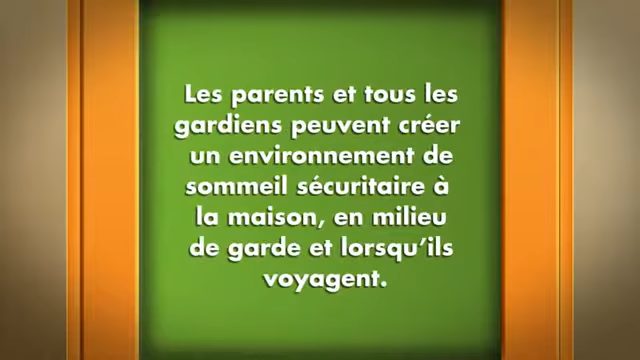 Les parents et tous les
gardiens peuvent créer
un environnement de
sommeil sécuritaire à
la maison, en milieu
de garde et lorsqu'ils
voyagent.